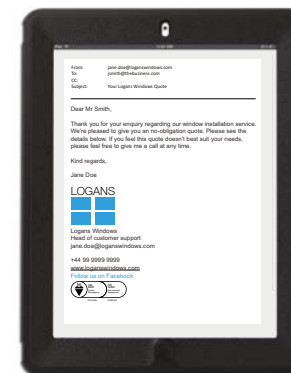 From: jane.doe@loganswindows.com
To: jsmith@thebusiness.com
CC:
Subject: Your Logans Windows Quote
Dear Mr Smith,
Thank you for your enquiry regarding our window installation service.
We're pleased to give you an no-obligation quote. Please see the
details below. If you feel this quote doesn't best suit your needs,
please feel free to give me a call at any time.
Kind regards,
Jane Doe
LOGANS
Logans Windows
Head of customer support
jane.doe@loganswindows.com
+44 99 9999 9999
www.loganswindows.com
Follow us on Facebook